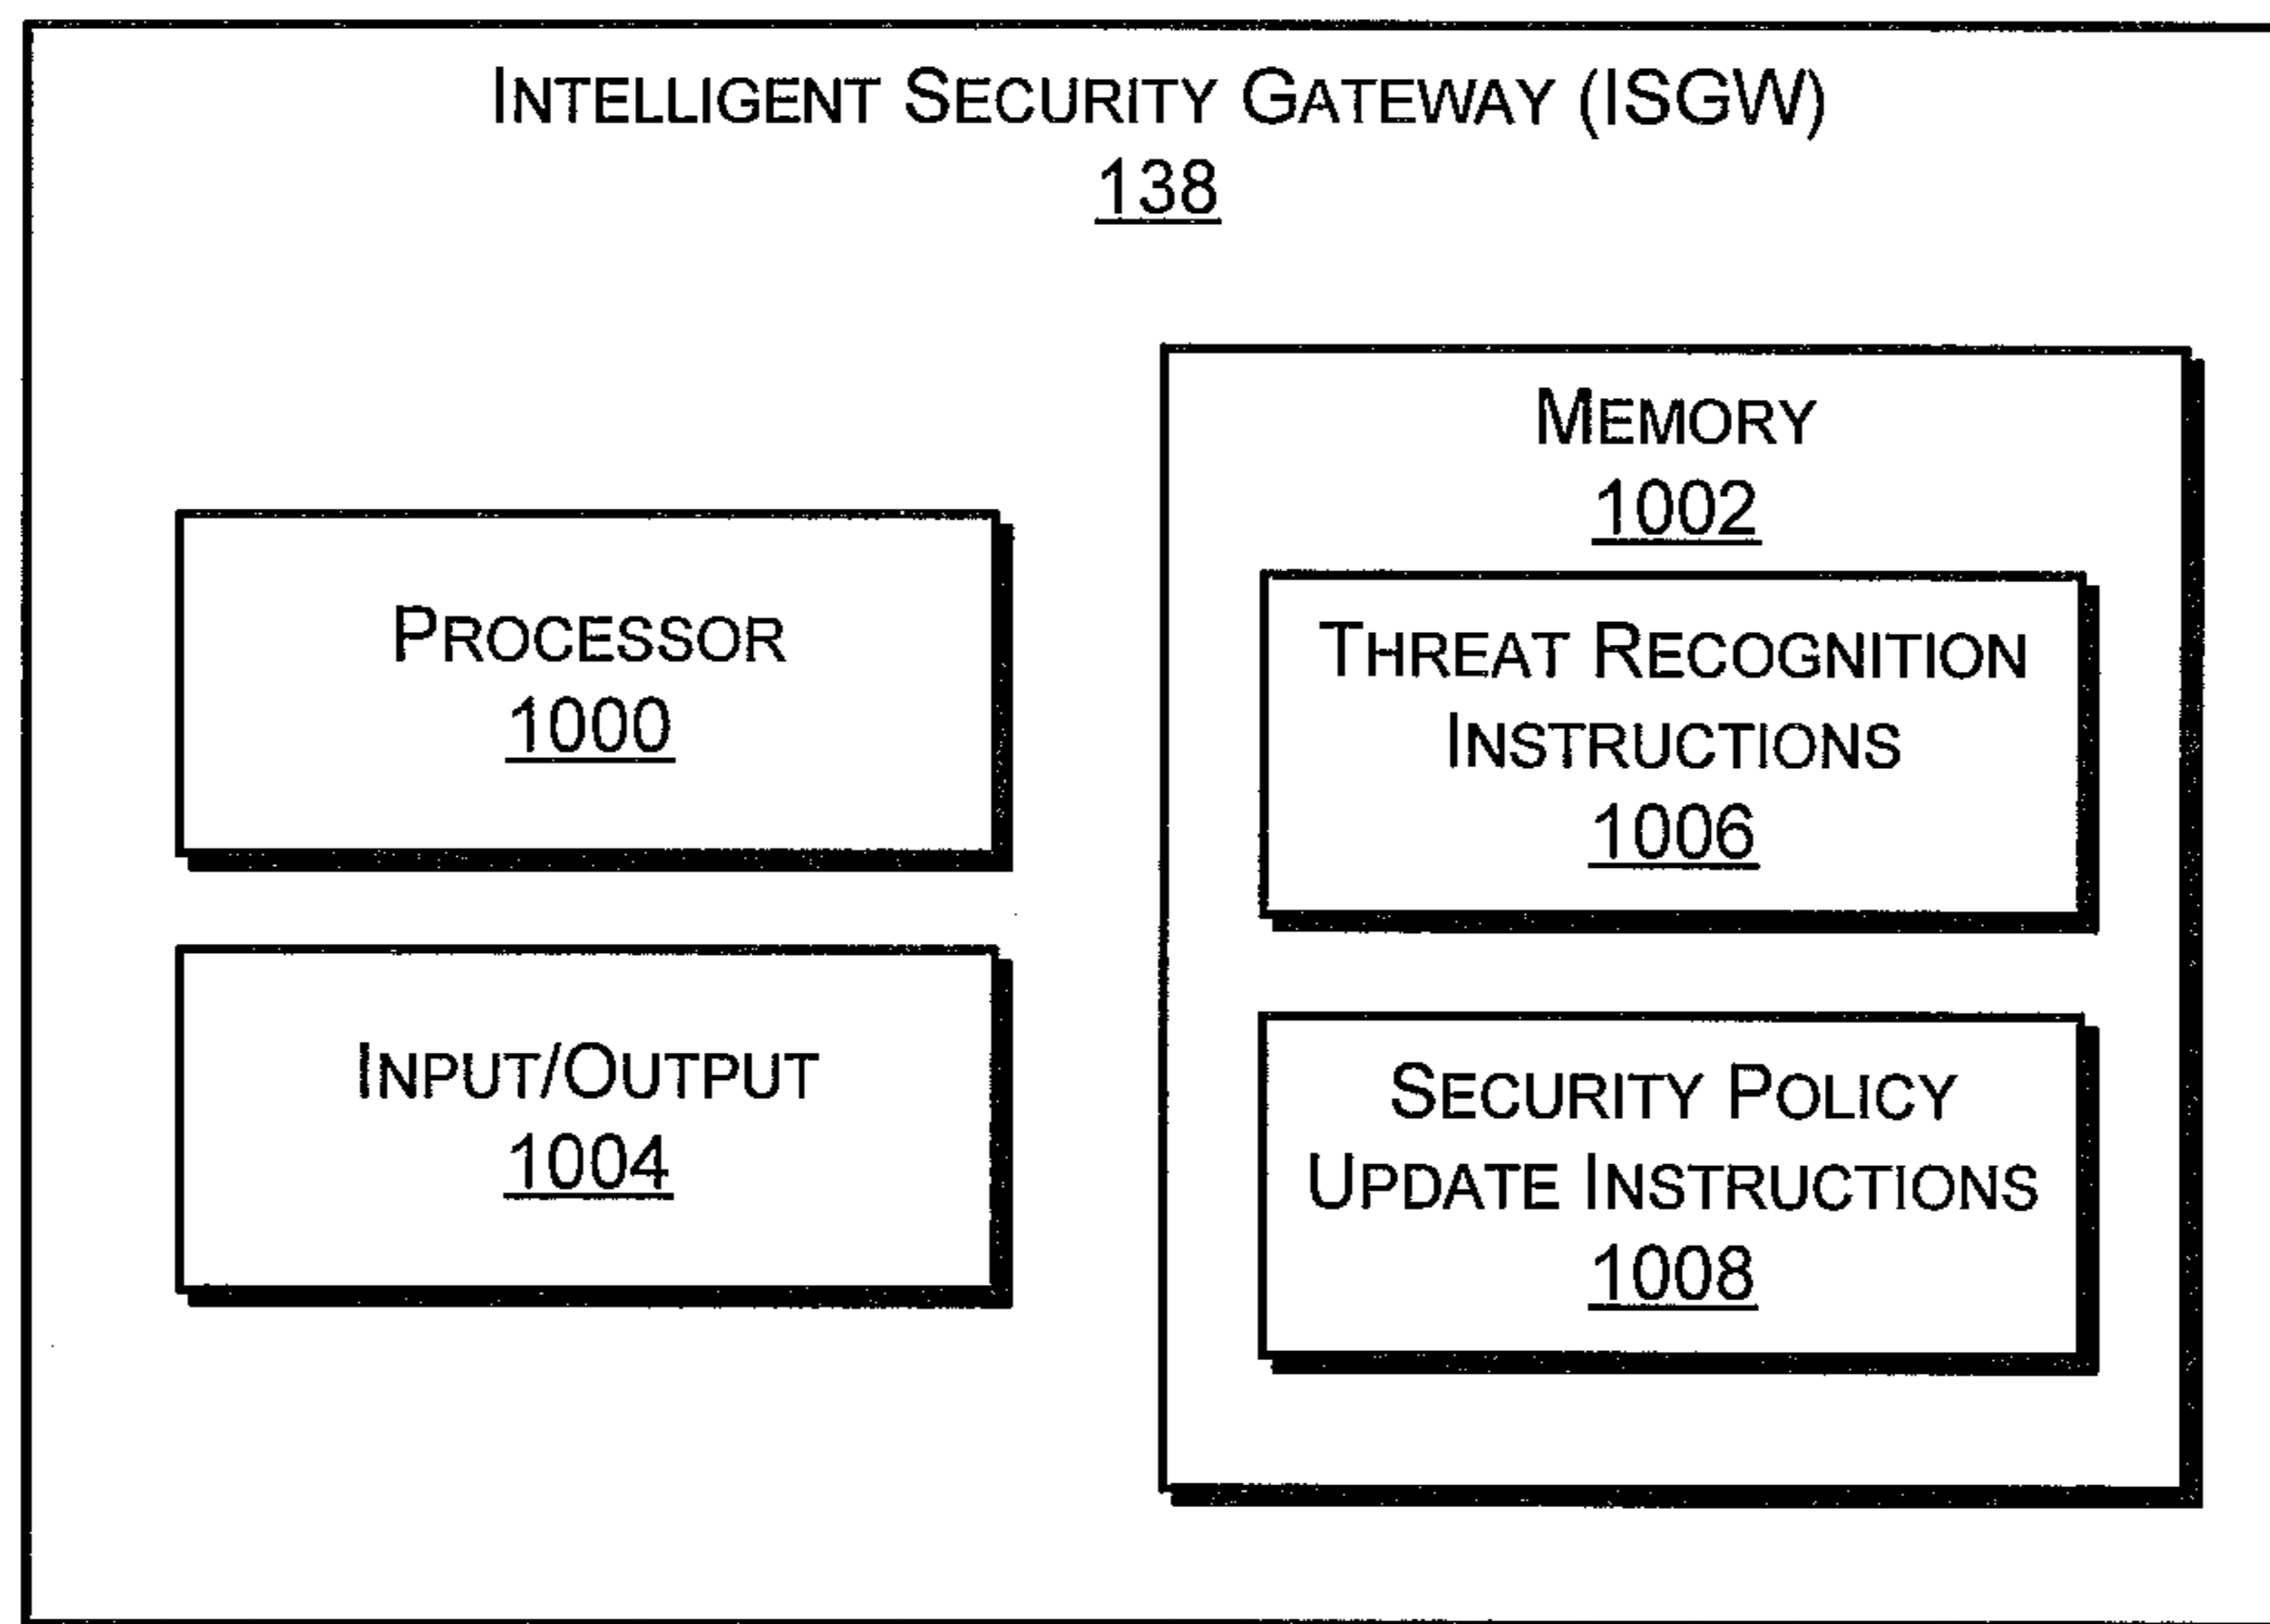 INTELLIGENT SECURITY GATEWAY (ISGW)
138
PROCESSOR
1000
INPUT/OUTPUT
1004
MEMORY
1002
THREAT RECOGNITION
INSTRUCTIONS
1006
SECURITY POLICY
UPDATE INSTRUCTIONS
1008